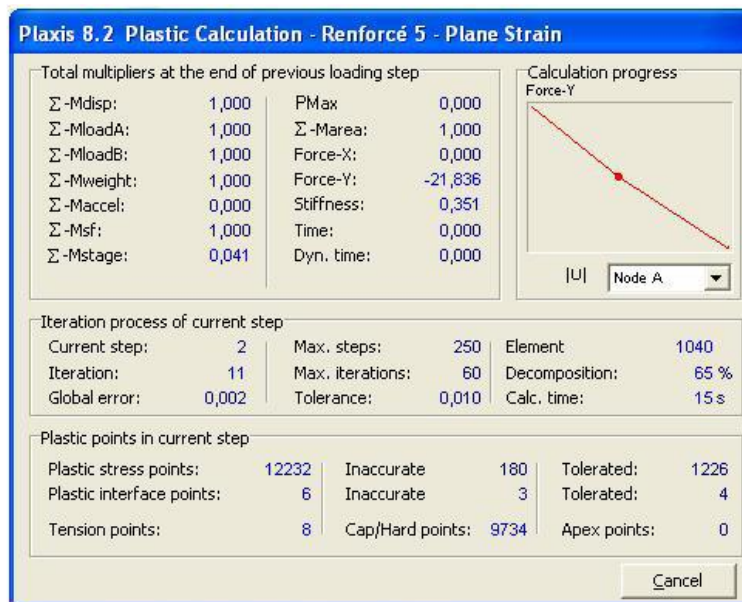 Plaxis 8.2 Plastic Calculation - Renforcé 5 - Plane Strain
Total multipliers at the end of previous loading step
Σ-Mdisp: 1,000 PMax 0,000
Σ-MloadA: 1,000 Σ-Marea: 1,000
Σ-MloadB: 1,000 Force-X: 0,000
Σ-Mweight: 1,000 Force-Y: -21,836
Σ-Maccel: 0,000 Stiffness: 0,351
Σ-Msf: 1,000 Time: 0,000
Σ-Mstage: 0,041 Dyn. time: 0,000
Calculation progress
Force-Y
|U| Node A
Iteration process of current step
Current step: 2 Max. steps: 250 Element 1040
Iteration: 11 Max. iterations: 60 Decomposition: 65 %
Global error: 0,002 Tolerance: 0,010 Calc. time: 15 s
Plastic points in current step
Plastic stress points: 12232 Inaccurate 180 Tolerated: 1226
Plastic interface points: 6 Inaccurate 3 Tolerated: 4
Tension points: 8 Cap/Hard points: 9734 Apex points: 0
Cancel